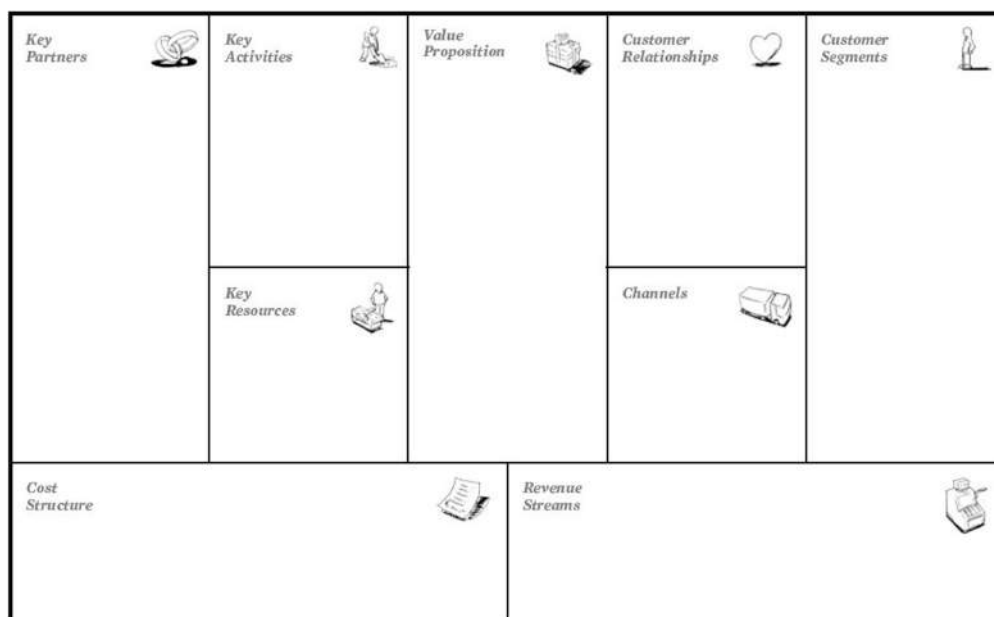 Key
Partners
Key
Activities
Value
Proposition
Customer
Relationships
Customer
Segments
Key
Resources
Channels
Cost
Structure
Revenue
Streams